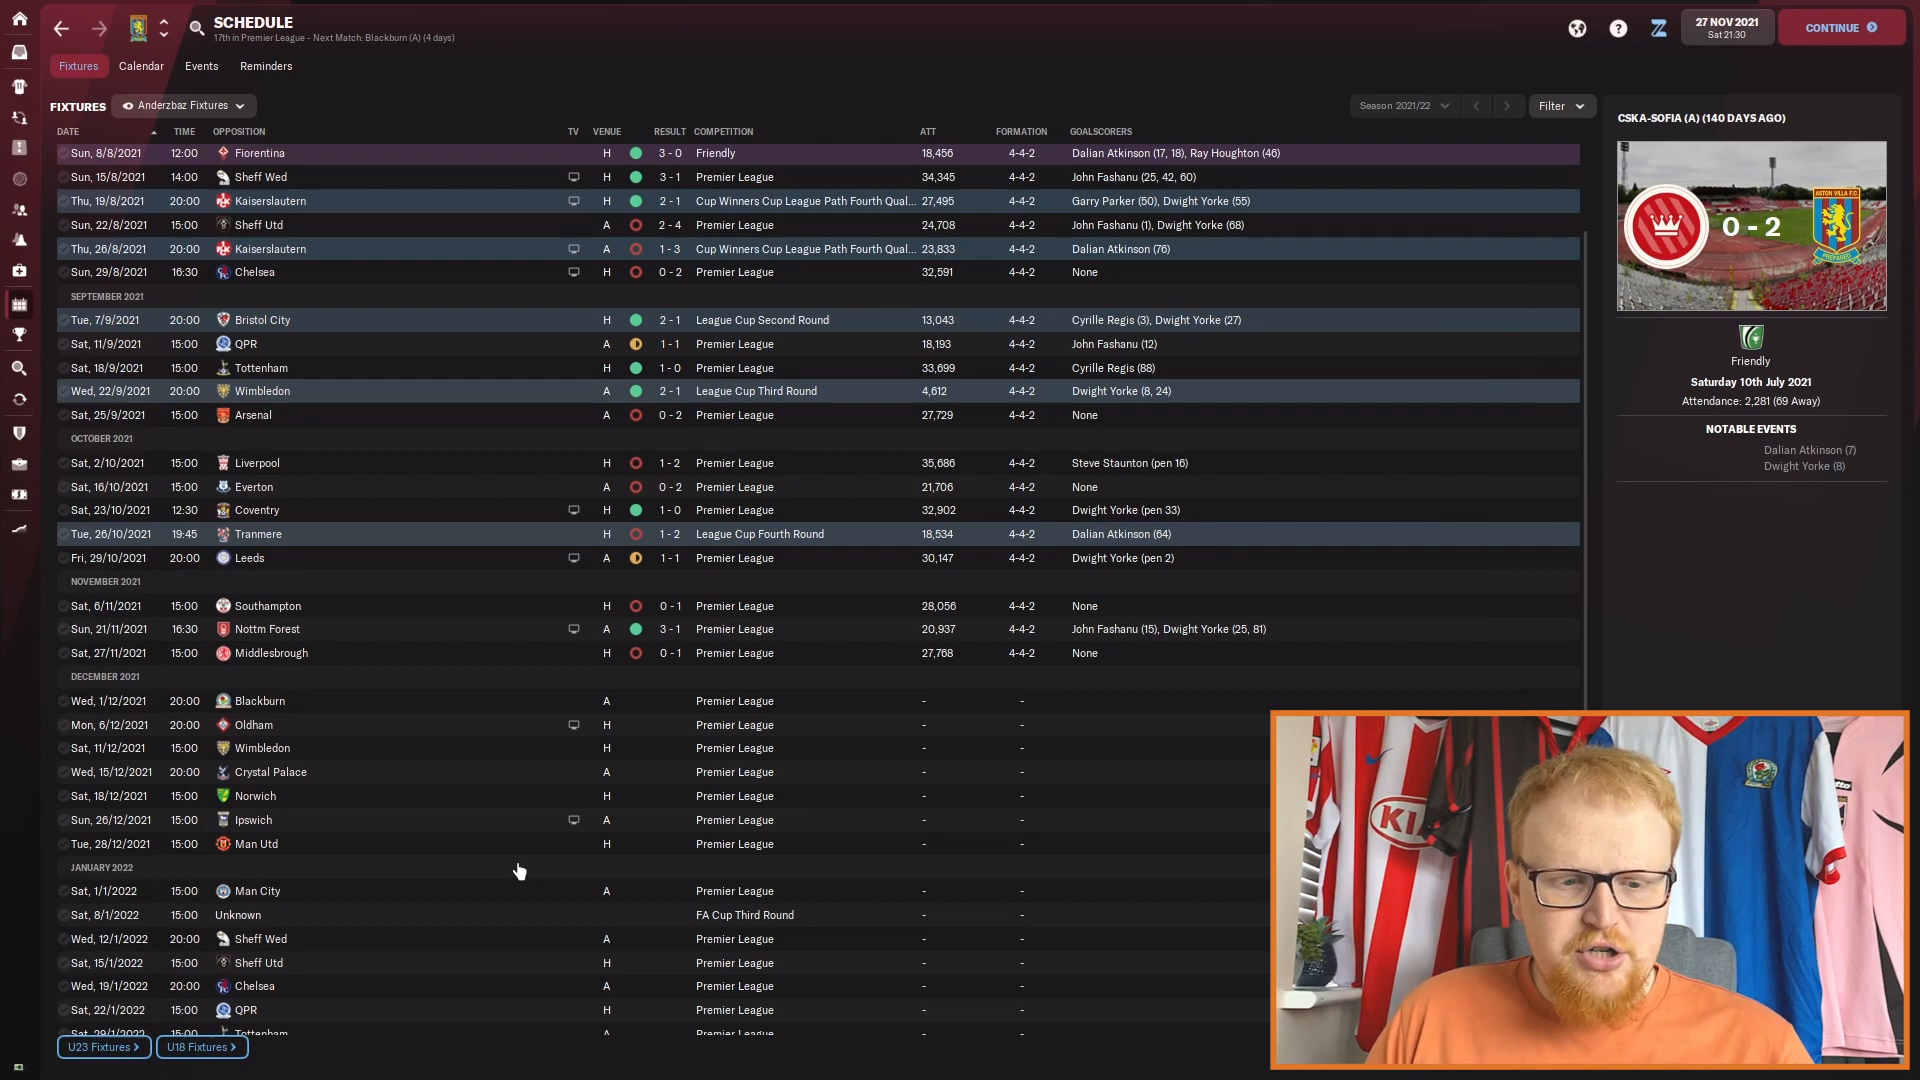 SCHEDULE
17th in Premier League - Next Match: Blackburn (A) (4 days)
27 NOV 2021
Sat 21:30
CONTINUE
Fixtures Calendar Events Reminders
FIXTURES Anderzbaz Fixtures Season 2021/22 Filter
DATE TIME OPPOSITION TV VENUE RESULT COMPETITION ATT FORMATION GOALSCORERS
Sun, 8/8/2021 12:00 Fiorentina H 3 - 0 Friendly 18,456 4-4-2 Dalian Atkinson (17, 18), Ray Houghton (46)
Sun, 15/8/2021 14:00 Sheff Wed H 3 - 1 Premier League 34,345 4-4-2 John Fashanu (25, 42, 60)
Thu, 19/8/2021 20:00 Kaiserslautern H 2 - 1 Cup Winners Cup League Path Fourth Qual... 27,495 4-4-2 Garry Parker (50), Dwight Yorke (55)
Sun, 22/8/2021 15:00 Sheff Utd A 2 - 4 Premier League 24,708 4-4-2 John Fashanu (1), Dwight Yorke (68)
Thu, 26/8/2021 20:00 Kaiserslautern A 1 - 3 Cup Winners Cup League Path Fourth Qual... 23,833 4-4-2 Dalian Atkinson (76)
Sun, 29/8/2021 16:30 Chelsea H 0 - 2 Premier League 32,591 4-4-2 None
SEPTEMBER 2021
Tue, 7/9/2021 20:00 Bristol City H 2 - 1 League Cup Second Round 13,043 4-4-2 Cyrille Regis (3), Dwight Yorke (27)
Sat, 11/9/2021 15:00 QPR A 1 - 1 Premier League 18,193 4-4-2 John Fashanu (12)
Sat, 18/9/2021 15:00 Tottenham H 1 - 0 Premier League 33,699 4-4-2 Cyrille Regis (88)
Wed, 22/9/2021 20:00 Wimbledon A 2 - 1 League Cup Third Round 4,612 4-4-2 Dwight Yorke (8, 24)
Sat, 25/9/2021 15:00 Arsenal A 0 - 2 Premier League 27,729 4-4-2 None
OCTOBER 2021
Sat, 2/10/2021 15:00 Liverpool H 1 - 2 Premier League 35,686 4-4-2 Steve Staunton (pen 16)
Sat, 16/10/2021 15:00 Everton A 0 - 2 Premier League 21,706 4-4-2 None
Sat, 23/10/2021 12:30 Coventry H 1 - 0 Premier League 32,902 4-4-2 Dwight Yorke (pen 33)
Tue, 26/10/2021 19:45 Tranmere H 1 - 2 League Cup Fourth Round 18,534 4-4-2 Dalian Atkinson (64)
Fri, 29/10/2021 20:00 Leeds A 1 - 1 Premier League 30,147 4-4-2 Dwight Yorke (pen 2)
NOVEMBER 2021
Sat, 6/11/2021 15:00 Southampton H 0 - 1 Premier League 28,056 4-4-2 None
Sun, 21/11/2021 16:30 Nottm Forest A 3 - 1 Premier League 20,937 4-4-2 John Fashanu (15), Dwight Yorke (25, 81)
Sat, 27/11/2021 15:00 Middlesbrough H 0 - 1 Premier League 27,768 4-4-2 None
DECEMBER 2021
Wed, 1/12/2021 20:00 Blackburn A Premier League - -
Mon, 6/12/2021 20:00 Oldham H Premier League - -
Sat, 11/12/2021 15:00 Wimbledon H Premier League - -
Wed, 15/12/2021 20:00 Crystal Palace A Premier League - -
Sat, 18/12/2021 15:00 Norwich H Premier League - -
Sun, 26/12/2021 15:00 Ipswich A Premier League - -
Tue, 28/12/2021 15:00 Man Utd H Premier League - -
JANUARY 2022
Sat, 1/1/2022 15:00 Man City A Premier League - -
Sat, 8/1/2022 15:00 Unknown FA Cup Third Round - -
Wed, 12/1/2022 20:00 Sheff Wed A Premier League - -
Sat, 15/1/2022 15:00 Sheff Utd H Premier League - -
Wed, 19/1/2022 20:00 Chelsea A Premier League - -
Sat, 22/1/2022 15:00 QPR H Premier League - -
Sat, 29/1/2022 15:00 Tottenham A Premier League - -
U23 Fixtures U18 Fixtures
CSKA-SOFIA (A) (140 DAYS AGO)
ASTON VILLA F.C.
0 - 2
PREPARED
Friendly
Saturday 10th July 2021
Attendance: 2,281 (69 Away)
NOTABLE EVENTS
Dalian Atkinson (7)
Dwight Yorke (8)
KI
lotto